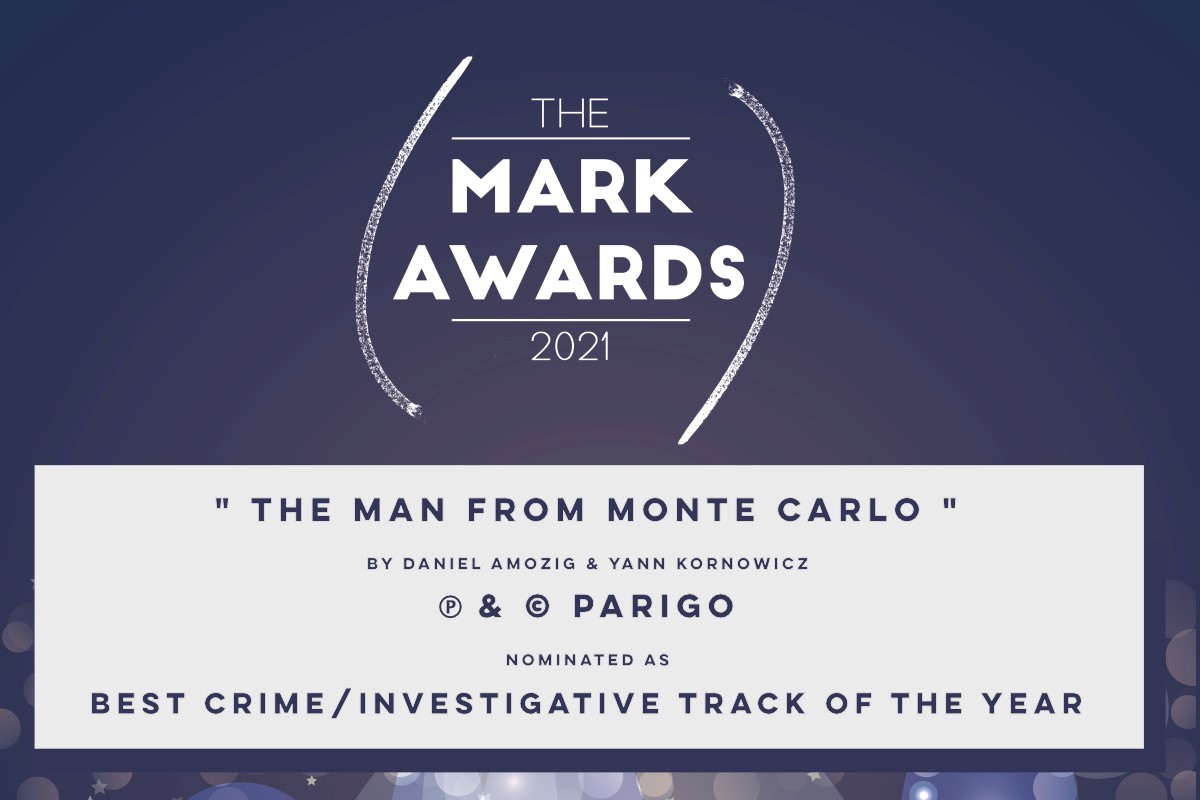 THE
MARK
AWARDS
2021
" THE MAN FROM MONTE CARLO "
BY DANIEL AMOZIG & YANN KORNOWICZ
℗ & © PARIGO
NOMINATED AS
BEST CRIME/INVESTIGATIVE TRACK OF THE YEAR